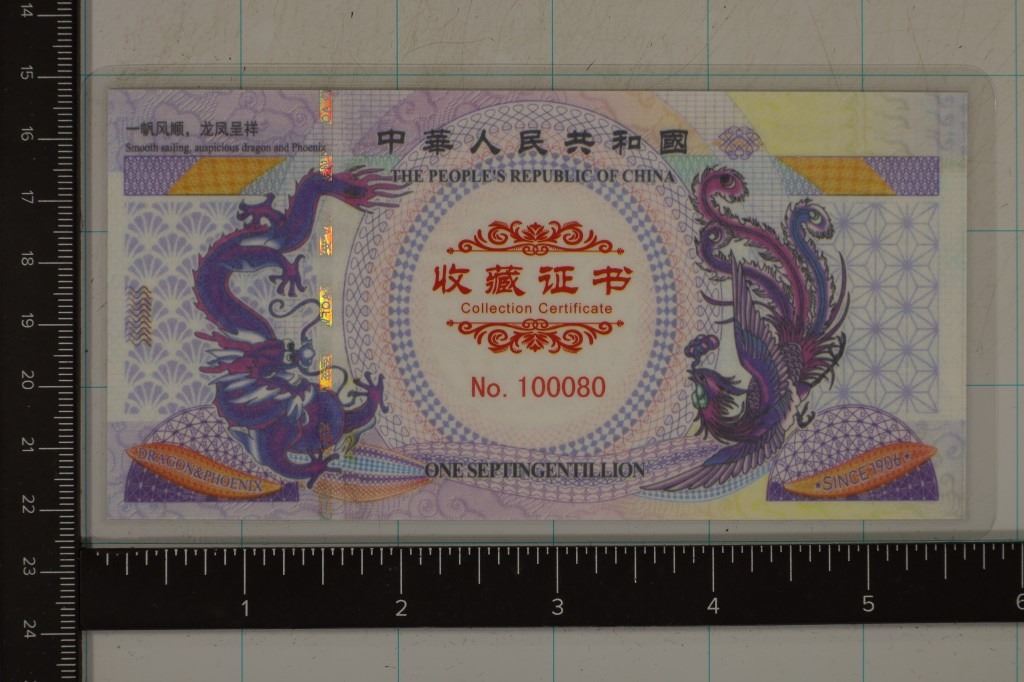 一帆风顺，龙凤呈祥
Smooth sailing, auspicious dragon and Phoenix
中華人民共和國
THE PEOPLE'S REPUBLIC OF CHINA
收藏证书
Collection Certificate
No. 100080
ONE SEPTINGENTILLION
DRAGON&PHOENIX
·SINCE 1906·
14
15
16
17
18
19
20
21
22
23
24
1 2 3 4 5 6